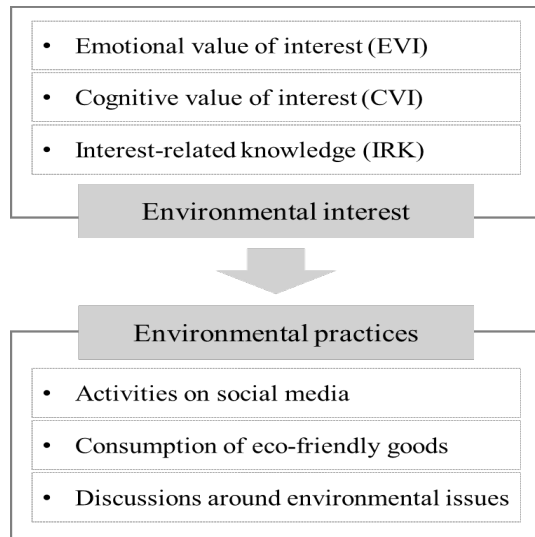 • Emotional value of interest (EVI)
• Cognitive value of interest (CVI)
• Interest-related knowledge (IRK)
Environmental interest
Environmental practices
• Activities on social media
• Consumption of eco-friendly goods
• Discussions around environmental issues